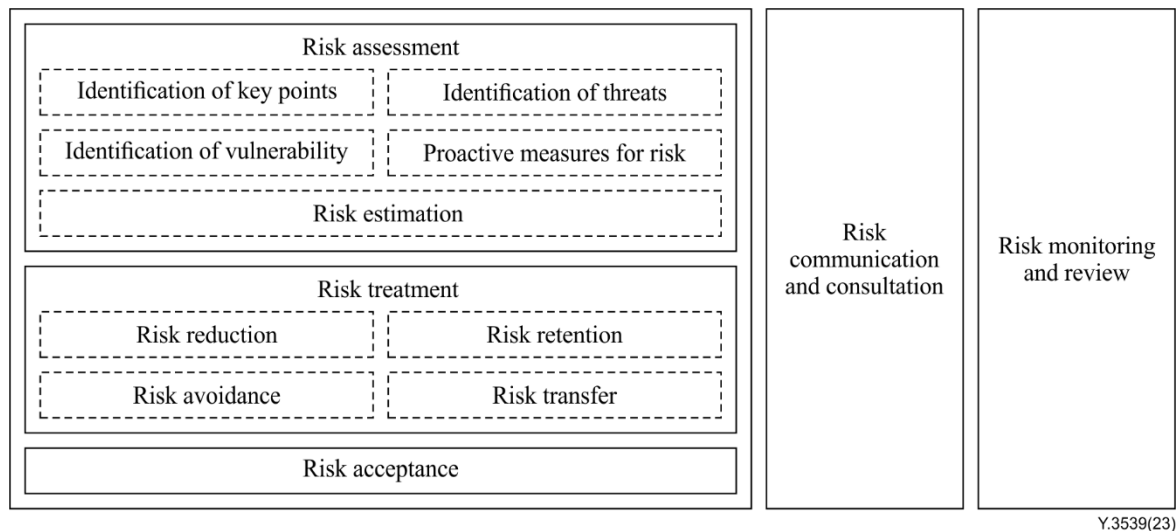 Risk assessment
Identification of key points
Identification of threats
Identification of vulnerability
Proactive measures for risk
Risk estimation
Risk treatment
Risk reduction
Risk retention
Risk avoidance
Risk transfer
Risk acceptance
Risk
communication
and consultation
Risk monitoring
and review
Y.3539(23)